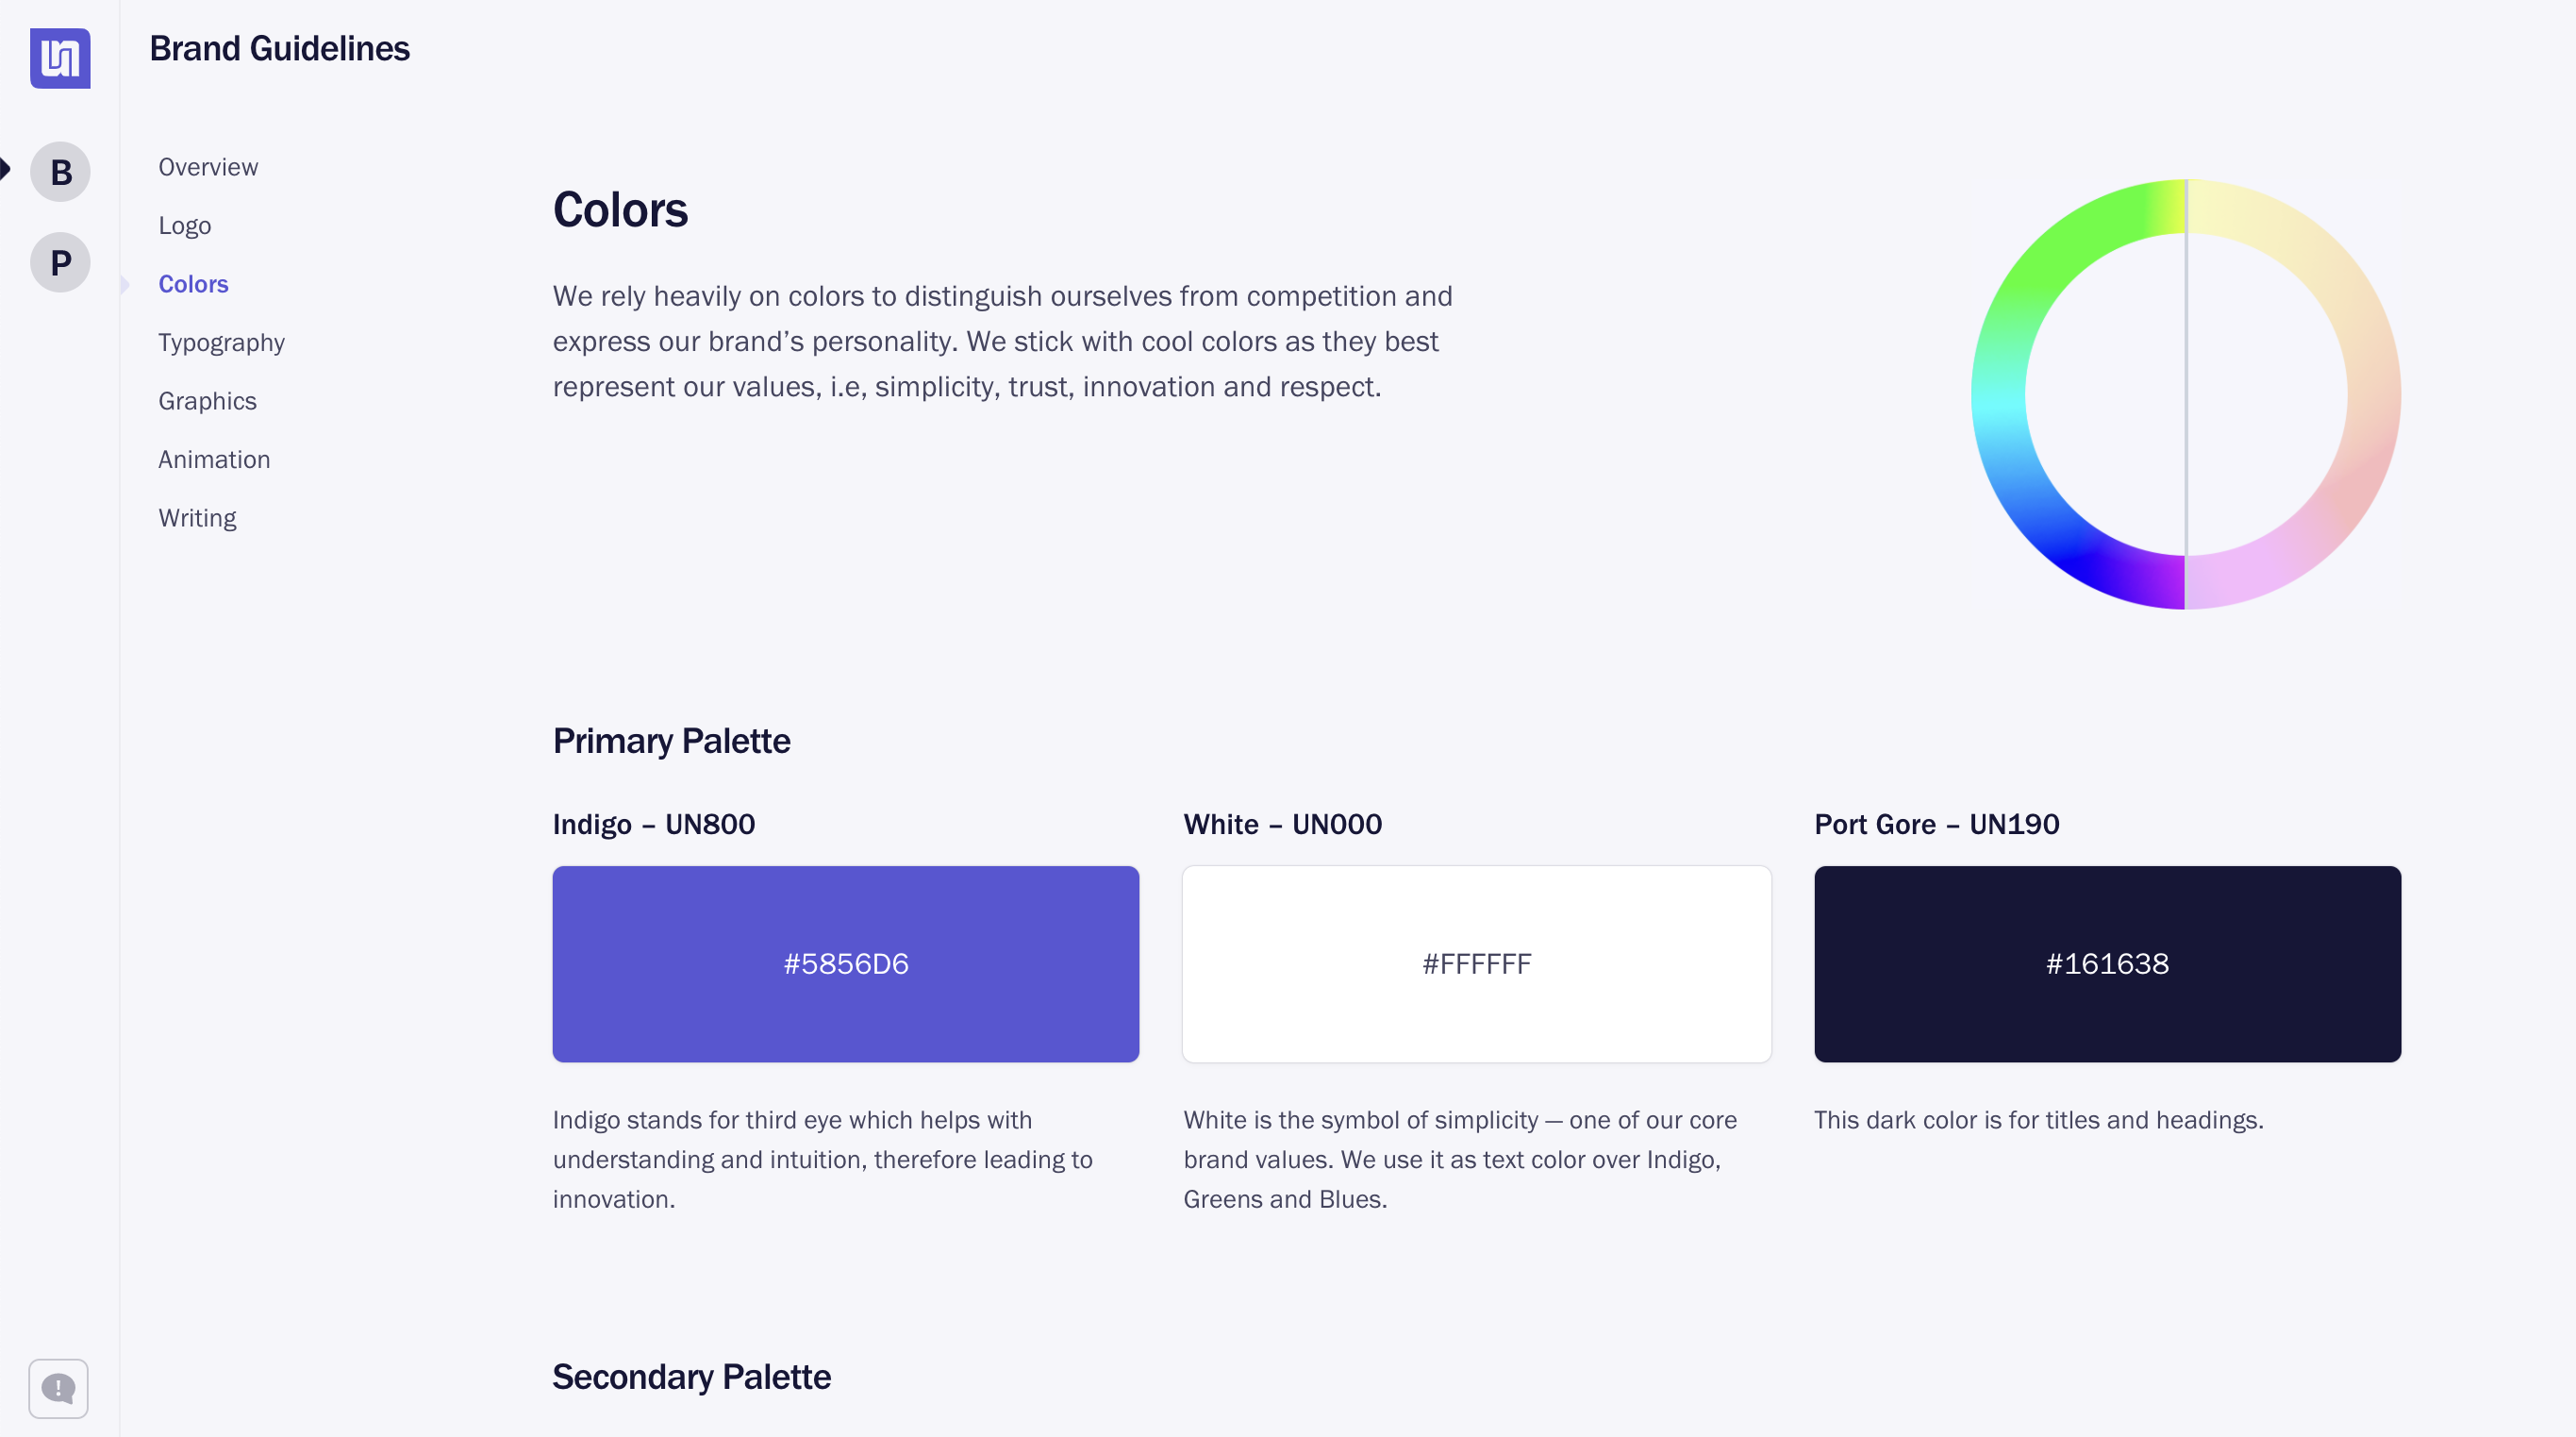 un
Brand Guidelines
B
P
Overview
Logo
Colors
Typography
Graphics
Animation
Writing
Colors
We rely heavily on colors to distinguish ourselves from competition and
express our brand’s personality. We stick with cool colors as they best
represent our values, i.e, simplicity, trust, innovation and respect.
Primary Palette
Indigo – UN800
#5856D6
Indigo stands for third eye which helps with
understanding and intuition, therefore leading to
innovation.
White – UN000
#FFFFFF
White is the symbol of simplicity — one of our core
brand values. We use it as text color over Indigo,
Greens and Blues.
Port Gore – UN190
#161638
This dark color is for titles and headings.
Secondary Palette
!